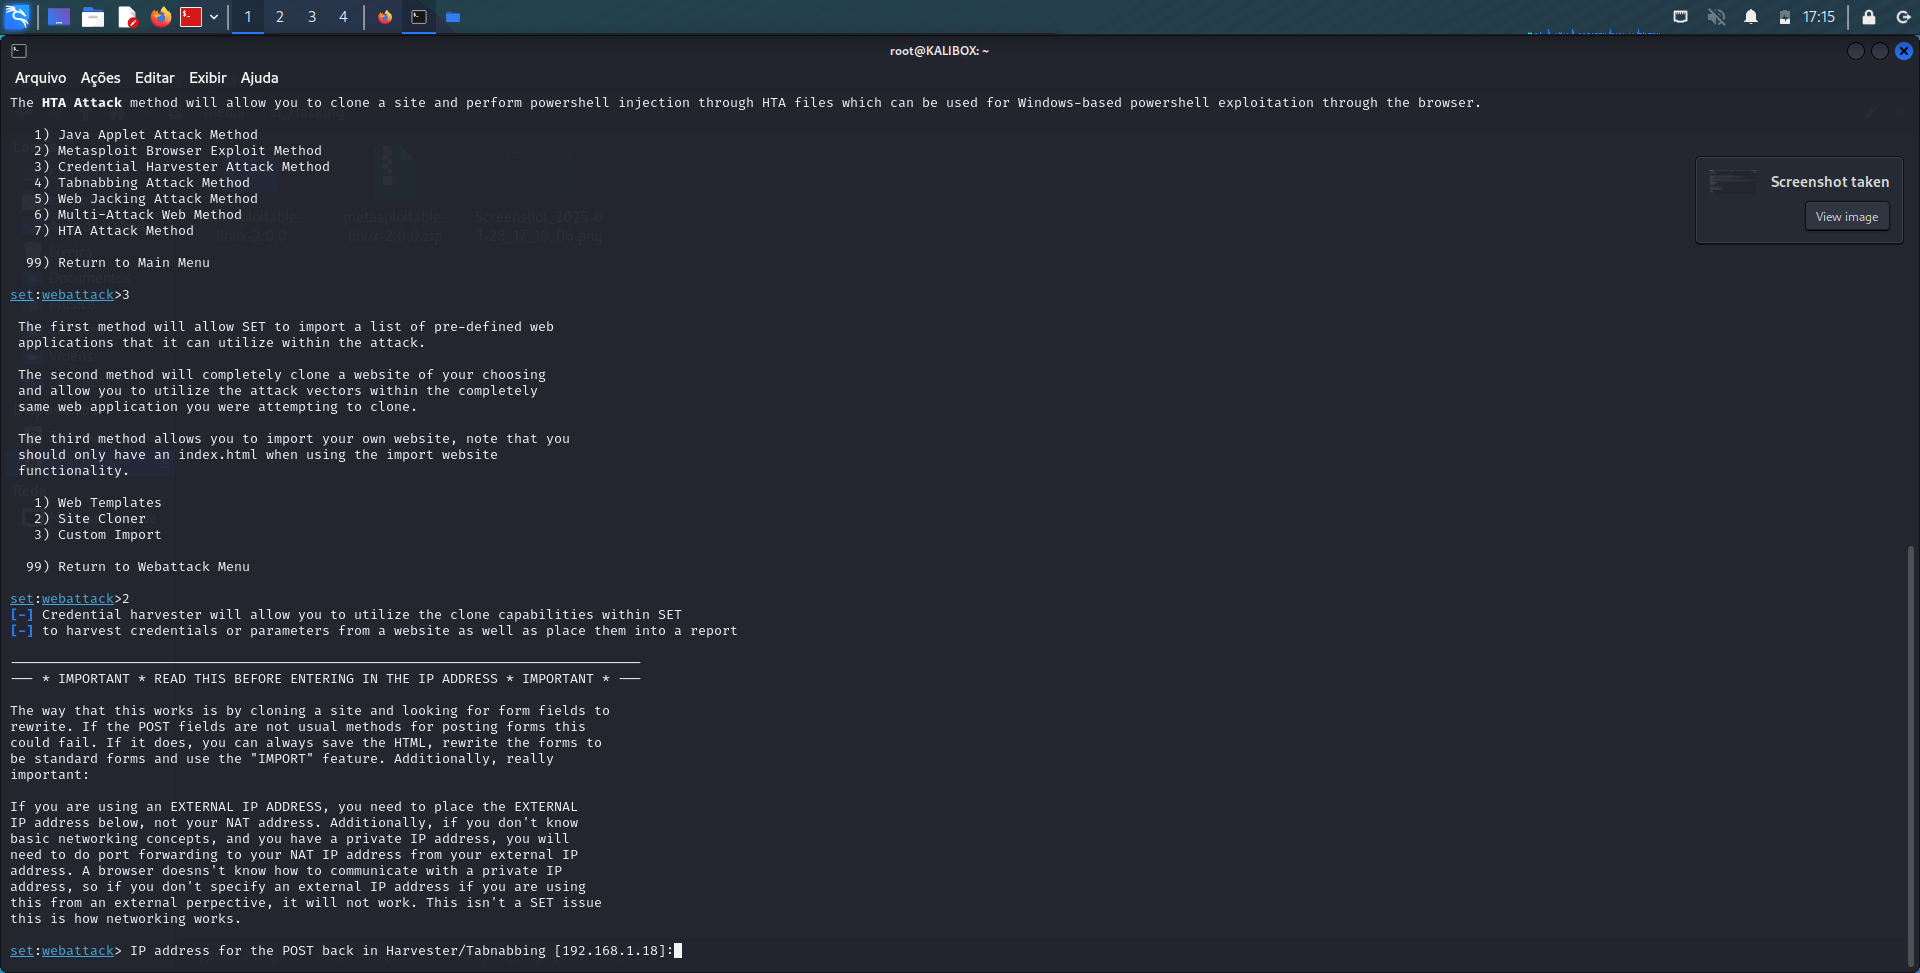 1 2 3 4
17:15
root@KALIBOX: ~
Arquivo Ações Editar Exibir Ajuda
The HTA Attack method will allow you to clone a site and perform powershell injection through HTA files which can be used for Windows-based powershell exploitation through the browser.
1) Java Applet Attack Method
2) Metasploit Browser Exploit Method
3) Credential Harvester Attack Method
4) Tabnabbing Attack Method
5) Web Jacking Attack Method
6) Multi-Attack Web Method
7) HTA Attack Method
99) Return to Main Menu
Screenshot taken
View image
metasploitable-
linux-2.0.0
linux-2.0.0.zip
Screenshot_2025-0
1-28_17_10_06.png
set:webattack>3
The first method will allow SET to import a list of pre-defined web
applications that it can utilize within the attack.
Vídeos
The second method will completely clone a website of your choosing
and allow you to utilize the attack vectors within the completely
same web application you were attempting to clone.
The third method allows you to import your own website, note that you
should only have an index.html when using the import website
functionality.
Rede
1) Web Templates
2) Site Cloner
3) Custom Import
99) Return to Webattack Menu
set:webattack>2
[-] Credential harvester will allow you to utilize the clone capabilities within SET
[-] to harvest credentials or parameters from a website as well as place them into a report
--- * IMPORTANT * READ THIS BEFORE ENTERING IN THE IP ADDRESS * IMPORTANT * ---
The way that this works is by cloning a site and looking for form fields to
rewrite. If the POST fields are not usual methods for posting forms this
could fail. If it does, you can always save the HTML, rewrite the forms to
be standard forms and use the "IMPORT" feature. Additionally, really
important:
If you are using an EXTERNAL IP ADDRESS, you need to place the EXTERNAL
IP address below, not your NAT address. Additionally, if you don't know
basic networking concepts, and you have a private IP address, you will
need to do port forwarding to your NAT IP address from your external IP
address. A browser doesns't know how to communicate with a private IP
address, so if you don't specify an external IP address if you are using
this from an external perpective, it will not work. This isn't a SET issue
this is how networking works.
set:webattack> IP address for the POST back in Harvester/Tabnabbing [192.168.1.18]: